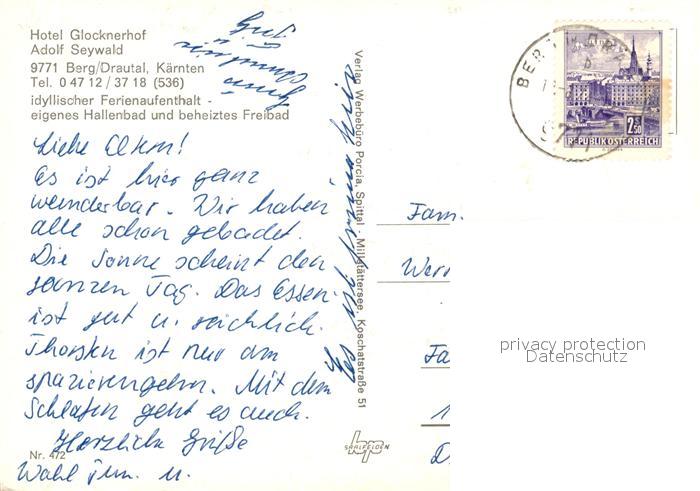 Hotel Glocknerhof
Adolf Seywald
9771 Berg/Drautal, Kärnten
Tel. 0 47 12 / 37 18 (536)
idyllischer Ferienaufenthalt -
eigenes Hallenbad und beheiztes Freibad
Liebe Eltern!
Es ist hier ganz
wunderbar. Wir haben
alle schon gebadet.
Die Sonne scheint den
ganzen Tag. Das Essen
ist gut u. reichlich.
Thorsten ist nur am
spazierengehn. Mit dem
Schlafen geht es auch.
Herzliche Grüße
Nr. 472
Verlag Werbebüro Porcia, Spittal - Millstättersee, Koschatstraße 51
REPUBLIK ÖSTERREICH
Fam.
Fa
D
privacy protection
Datenschutz